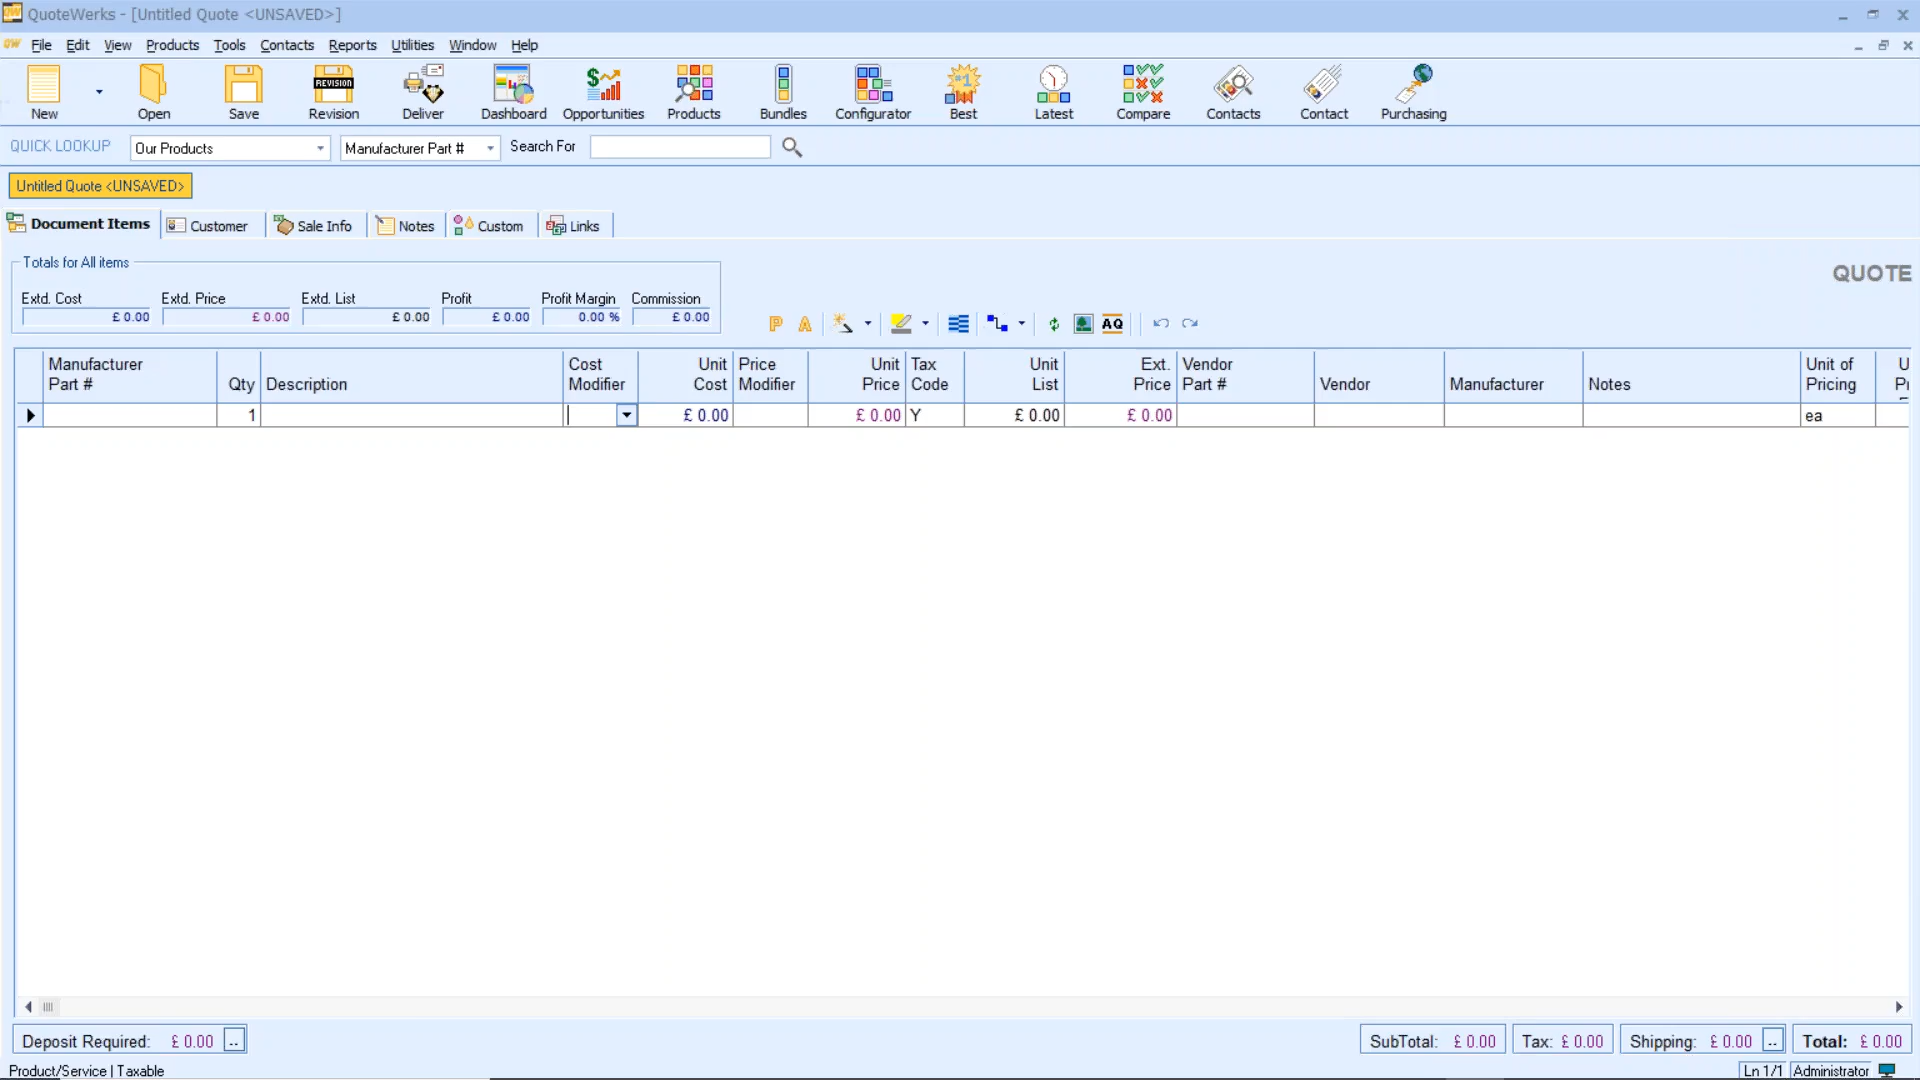 QuoteWerks - [Untitled Quote <UNSAVED>]
File Edit View Products Tools Contacts Reports Utilities Window Help
REVISION
New Open Save Revision Deliver Dashboard Opportunities Products Bundles Configurator Best Latest Compare Contacts Contact Purchasing
QUICK LOOKUP Our Products Manufacturer Part # Search For
Untitled Quote <UNSAVED>
Document Items Customer Sale Info Notes Custom Links
Totals for All items
QUOTE
Extd. Cost Extd. Price Extd. List Profit Profit Margin Commission
£ 0.00 £ 0.00 £ 0.00 £ 0.00 0.00 % £ 0.00
P A AQ
Manufacturer Part # Qty Description Cost Modifier Unit Cost Price Modifier Unit Price Tax Code Unit List Ext. Price Vendor Part # Vendor Manufacturer Notes Unit of Pricing
1 £ 0.00 £ 0.00 Y £ 0.00 £ 0.00 ea
Deposit Required: £ 0.00 .. SubTotal: £ 0.00 Tax: £ 0.00 Shipping: £ 0.00 .. Total: £ 0.00
Product/Service | Taxable Ln 1/1 Administrator